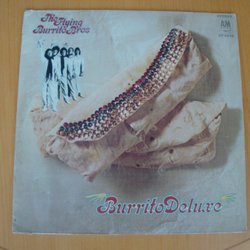 The
Flying
Burrito Bros
A&M
Burrito Deluxe